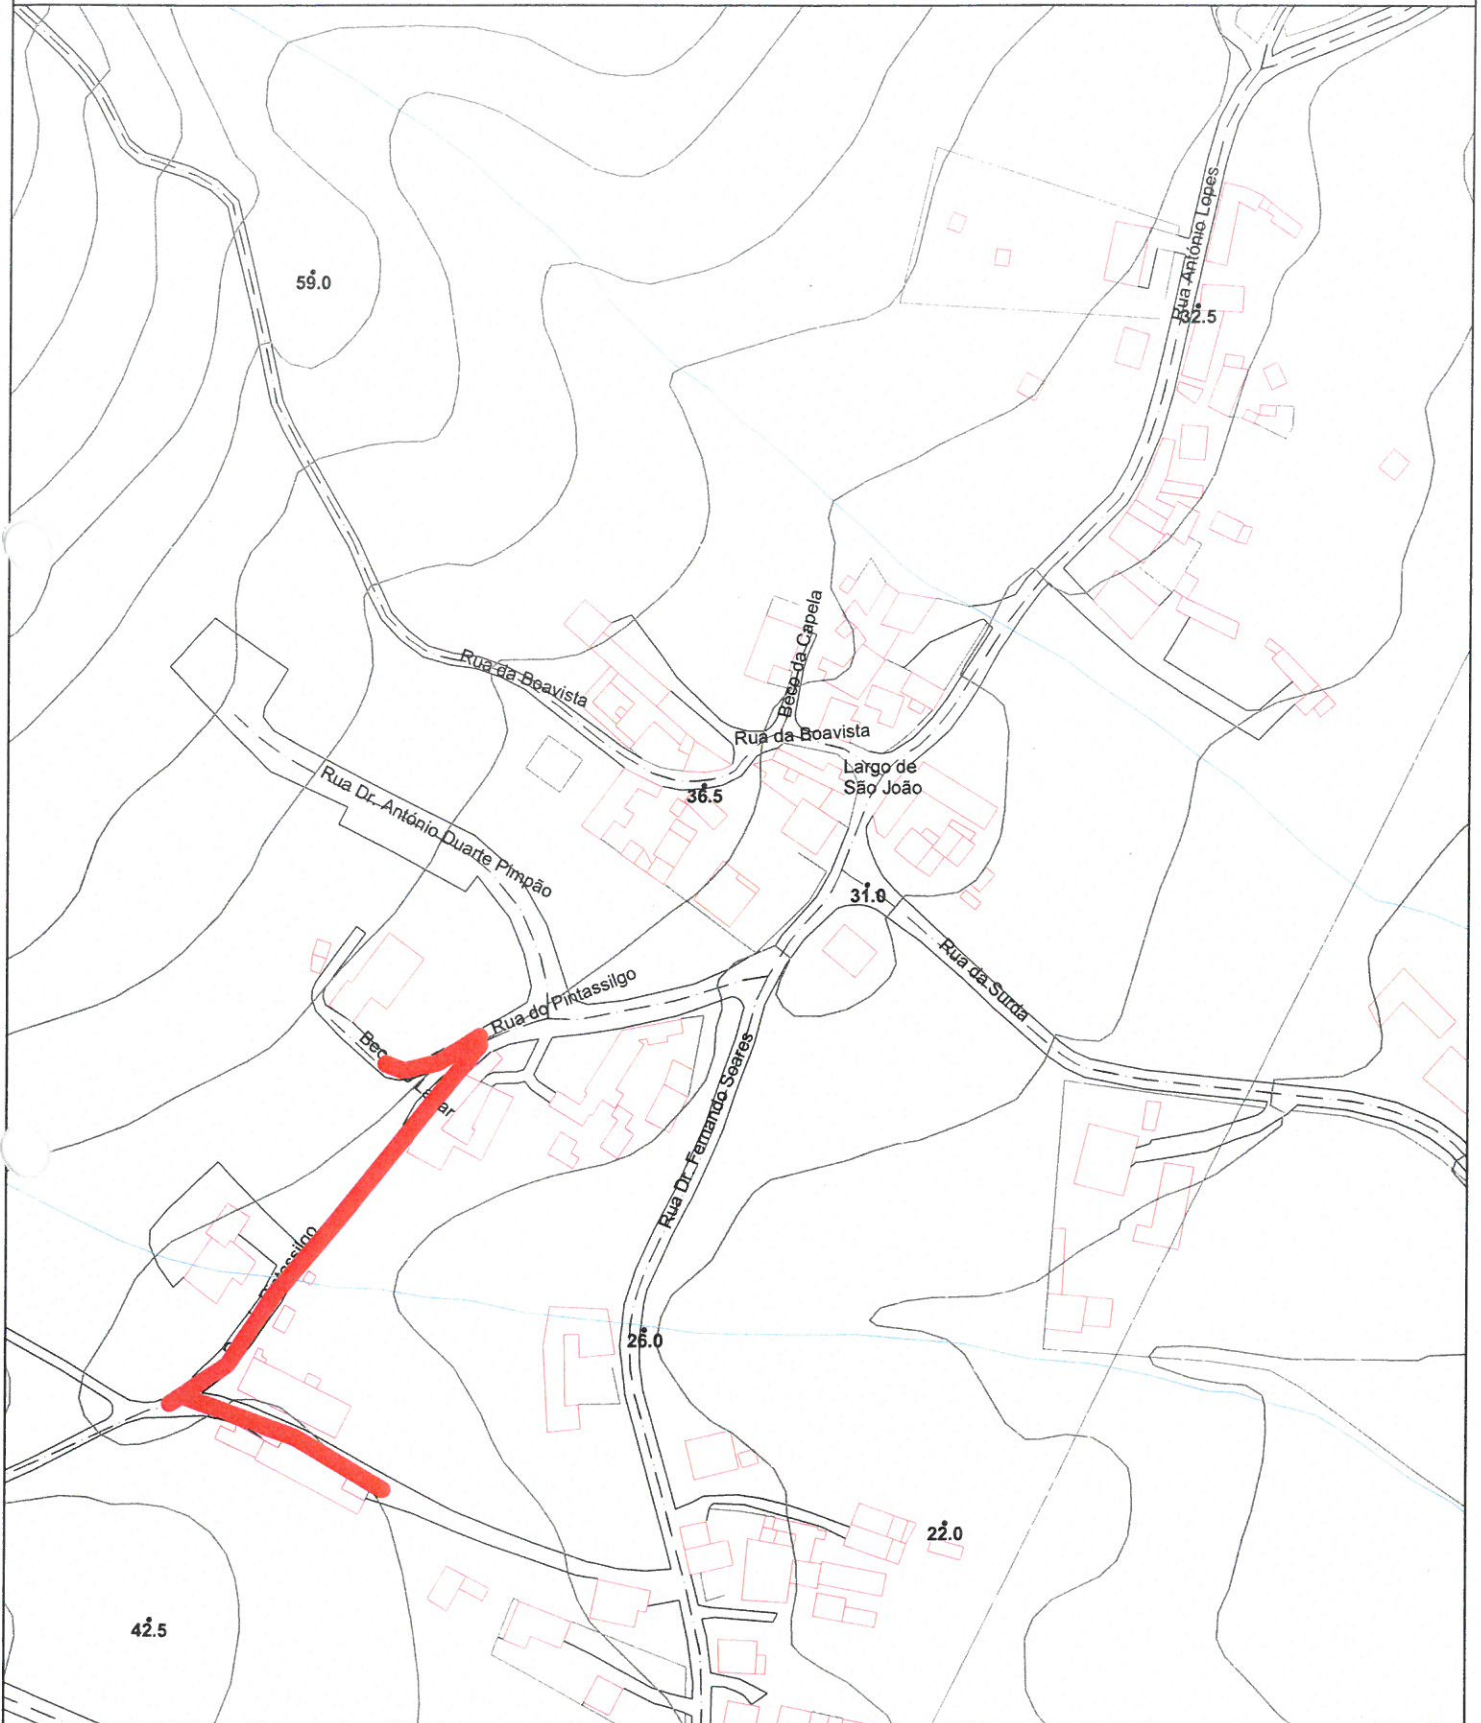 Rua António Lopes
59.0
32.5
Beco da Capela
Rua da Boavista
Rua da Boavista
Largo de
São João
Rua Dr. António Duarte Pimpão
36.5
31.0
Rua da Surda
Rua do Pintassilgo
Rua Dr. Fernando Soares
26.0
22.0
42.5